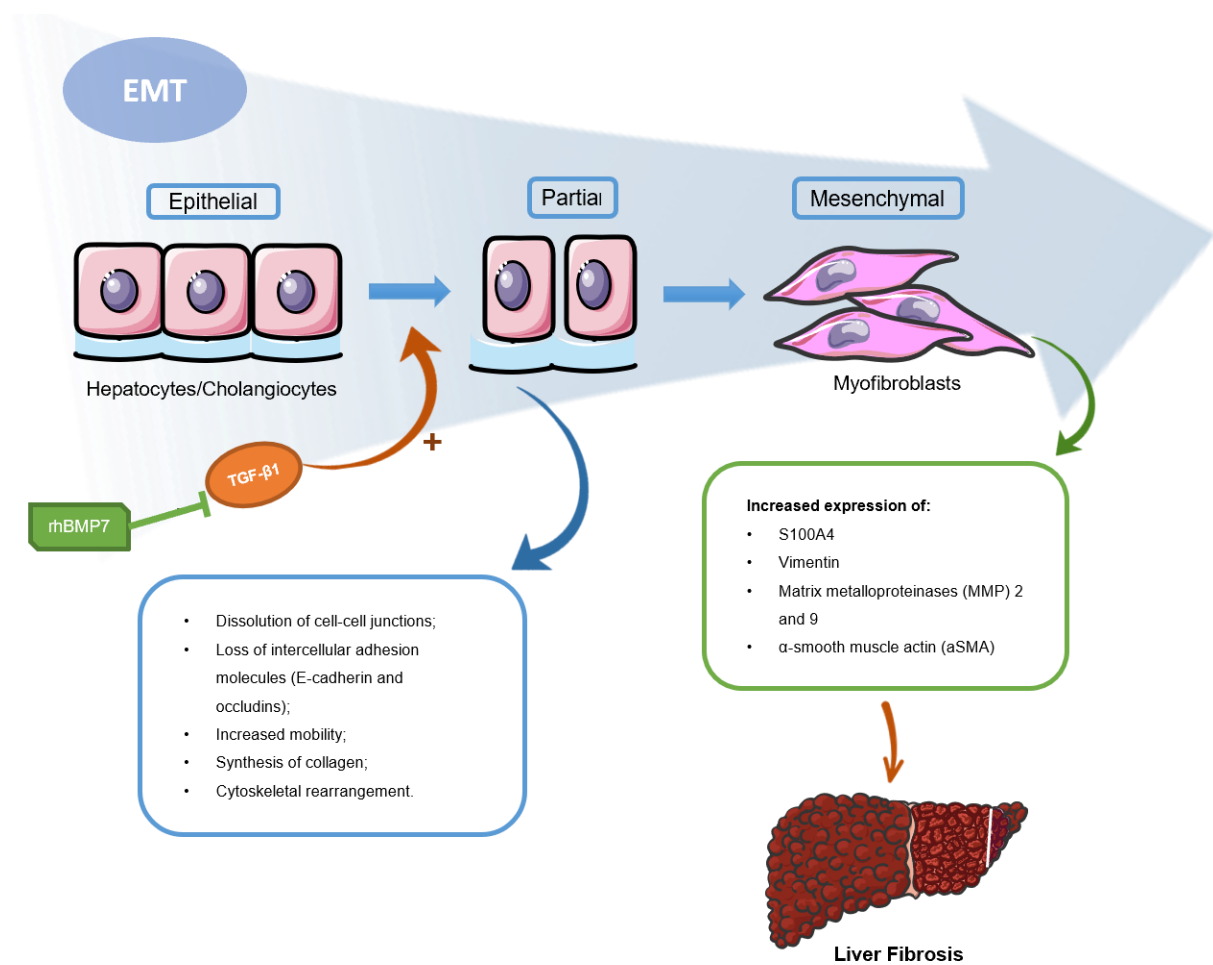 EMT
Epithelial
Partial
Mesenchymal
Hepatocytes/Cholangiocytes
Myofibroblasts
+
TGF-β1
rhBMP7
• Dissolution of cell-cell junctions;
• Loss of intercellular adhesion
molecules (E-cadherin and
occludins);
• Increased mobility;
• Synthesis of collagen;
• Cytoskeletal rearrangement.
Increased expression of:
• S100A4
• Vimentin
• Matrix metalloproteinases (MMP) 2
and 9
• α-smooth muscle actin (aSMA)
Liver Fibrosis